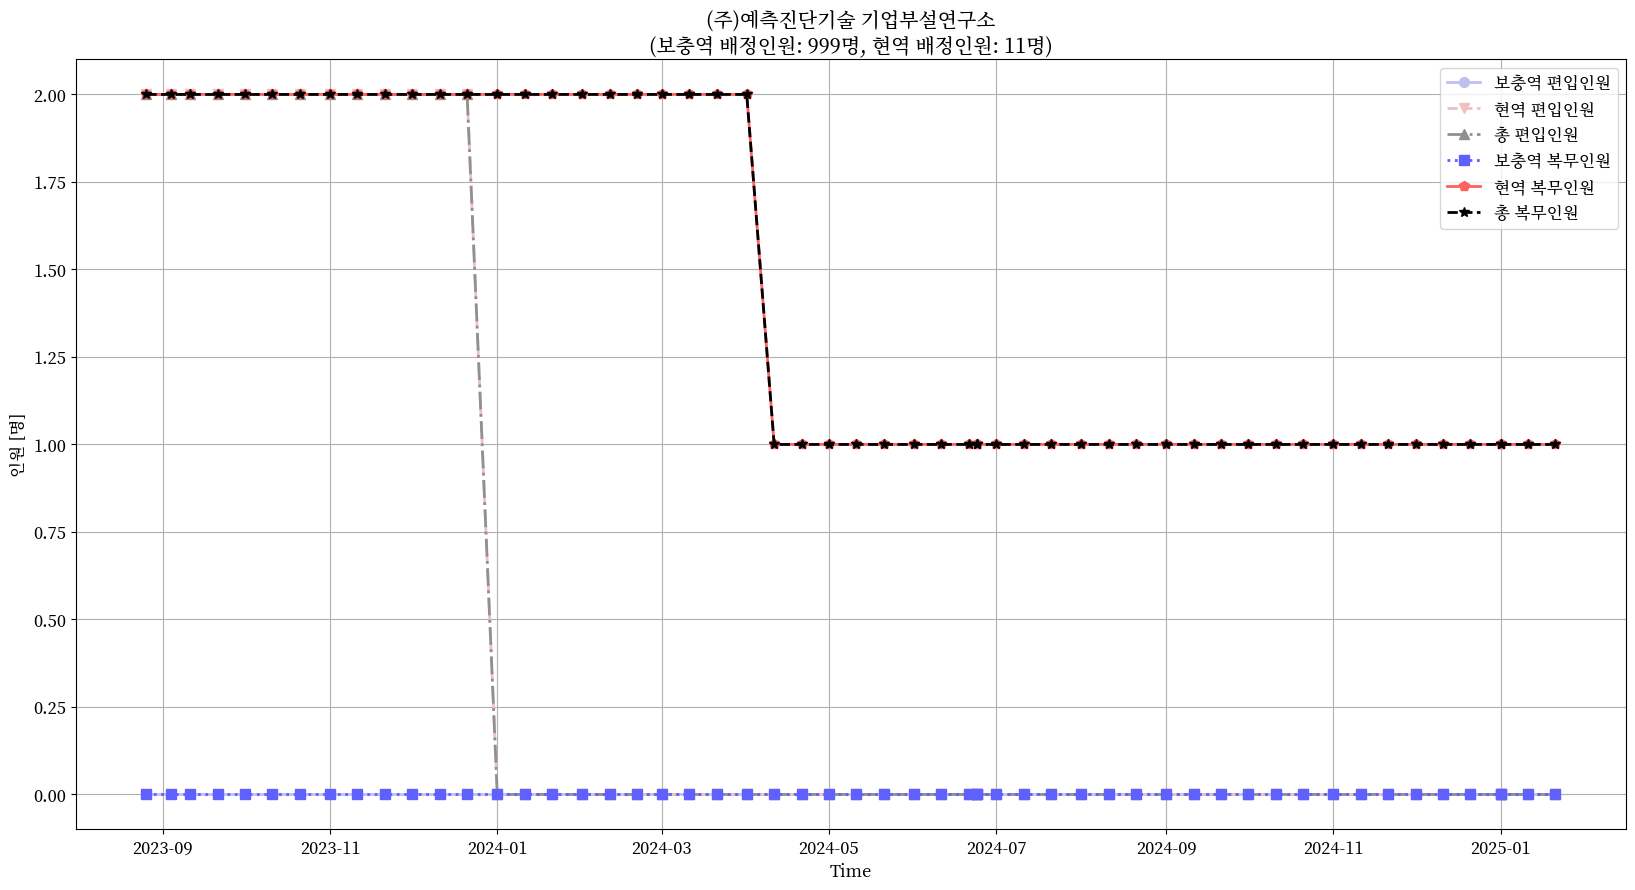 (주)예측진단기술 기업부설연구소
(보충역 배정인원: 999명, 현역 배정인원: 11명)
보충역 편입인원
현역 편입인원
총 편입인원
보충역 복무인원
현역 복무인원
총 복무인원
인원 [명]
2.00
1.75
1.50
1.25
1.00
0.75
0.50
0.25
0.00
2023-09
2023-11
2024-01
2024-03
2024-05
2024-07
2024-09
2024-11
2025-01
Time